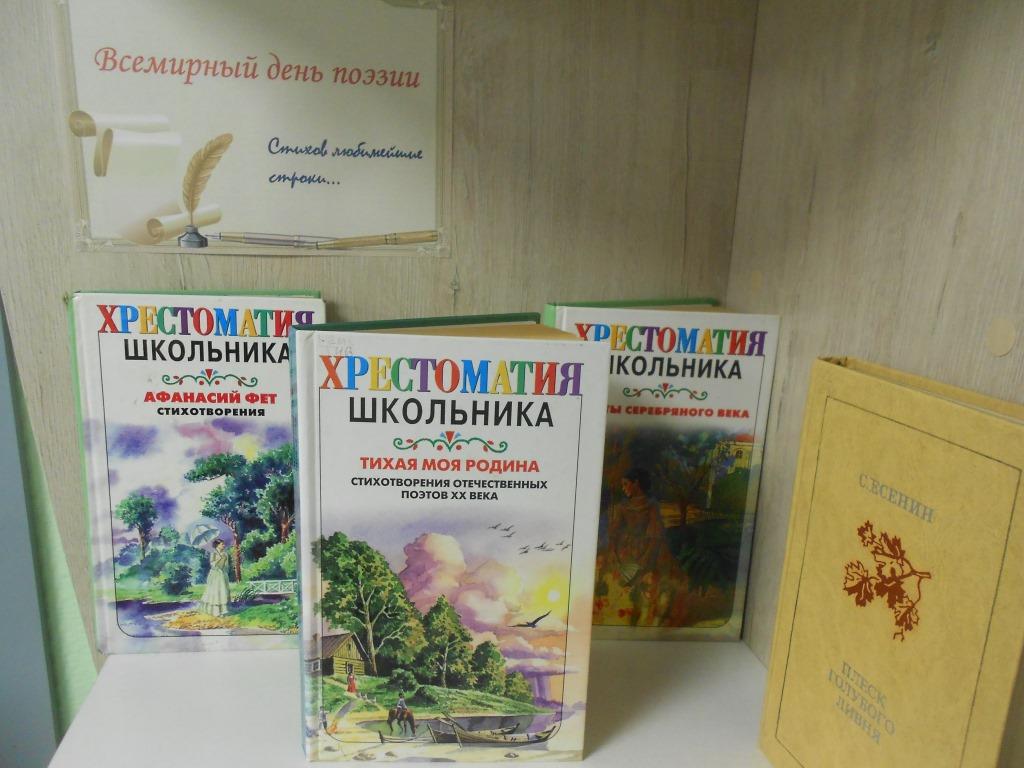 Всемирный день поэзии
Стихов любимейшие
строки...
ХРЕСТОМАТИЯ
ШКОЛЬНИКА
АФАНАСИЙ ФЕТ
СТИХОТВОРЕНИЯ
ХРЕСТОМАТИЯ
ШКОЛЬНИКА
ТИХАЯ МОЯ РОДИНА
СТИХОТВОРЕНИЯ ОТЕЧЕСТВЕННЫХ
ПОЭТОВ XX ВЕКА
ХРЕСТОМАТИЯ
ШКОЛЬНИКА
СЕРЕБРЯНОГО ВЕКА
С. ЕСЕНИН
ПЛЕСК
ГОЛУБОГО
ЛИВНЯ